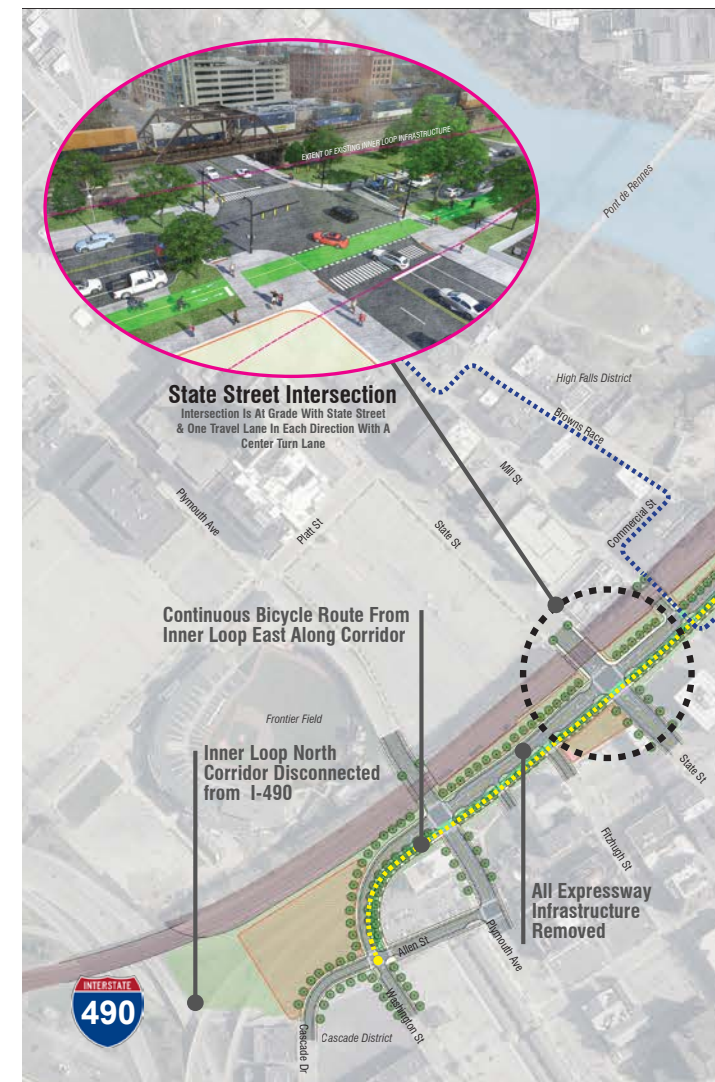 EXTENT OF EXISTING INNER LOOP INFRASTRUCTURE
Pont de Rennes
State Street Intersection
Intersection Is At Grade With State Street
& One Travel Lane In Each Direction With A
Center Turn Lane
High Falls District
Browns Race
Mill St
Plymouth Ave
Platt St
State St
Commercial St
Continuous Bicycle Route From
Inner Loop East Along Corridor
Frontier Field
Inner Loop North
Corridor Disconnected
from I-490
State St
Fitzhugh St
All Expressway
Infrastructure
Removed
Plymouth Ave
Allen St
Washington St
INTERSTATE
490
Cascade Dr
Cascade District